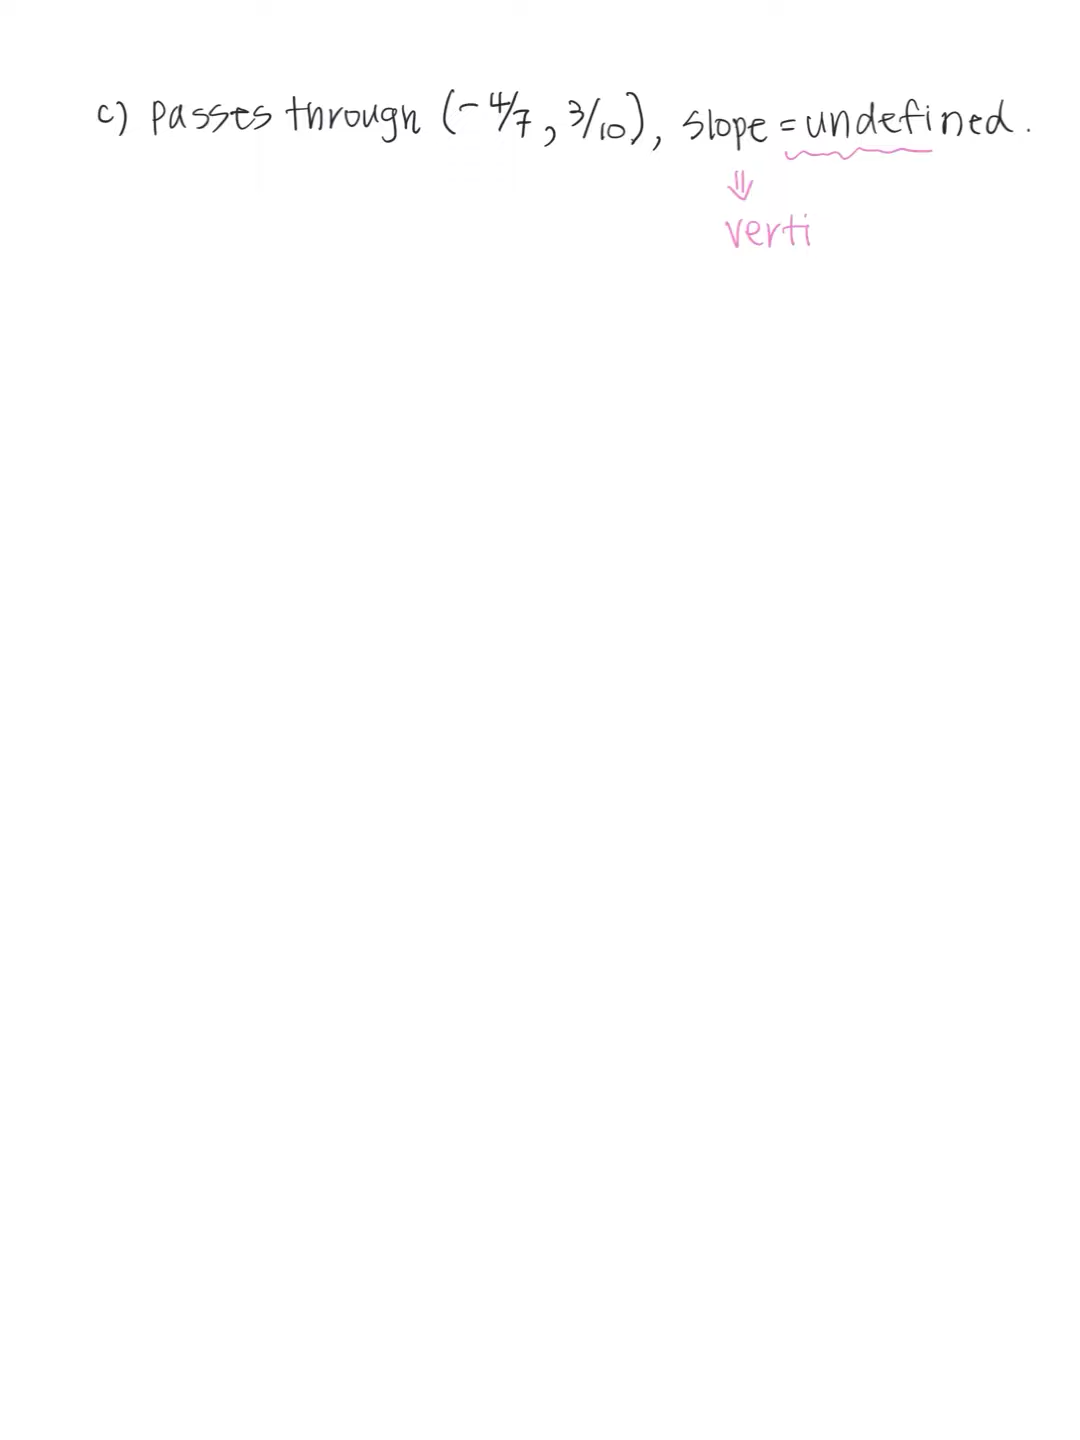 c) passes through (-4/7, 3/10), slope = undefined.
⇓
verti